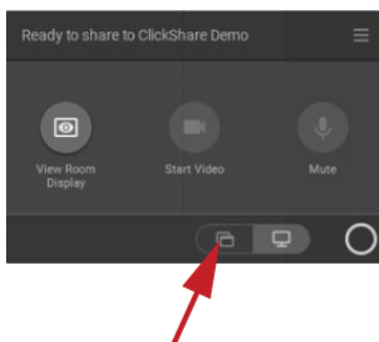 Ready to share to ClickShare Demo
View Room
Display
Start Video
Mute